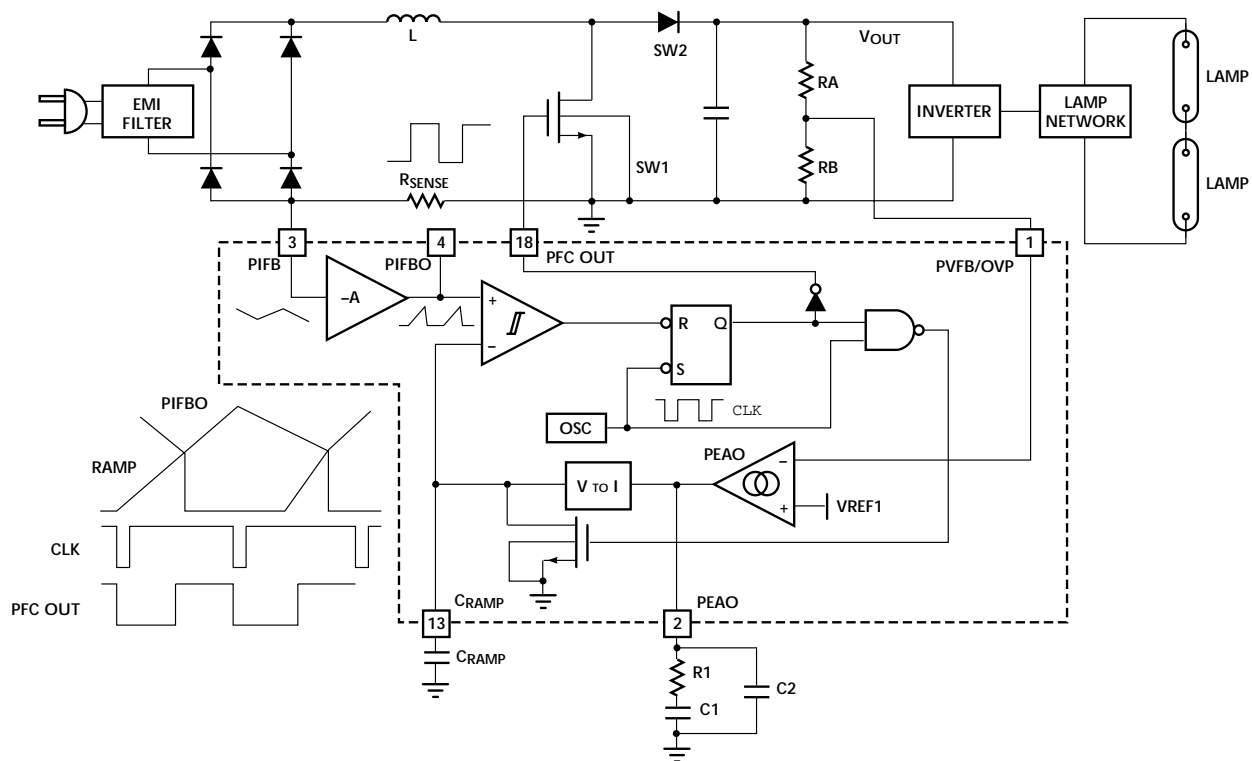 L
SW2
VOUT
EMI
FILTER
RSENSE
SW1
RA
RB
INVERTER
LAMP
NETWORK
LAMP
LAMP
3
4
18
1
PIFB
PIFBO
PFC OUT
PVFB/OVP
–A
+
–
R
Q
S
OSC
CLK
PEAO
–
+
VREF1
V TO I
PIFBO
RAMP
CLK
PFC OUT
CRAMP
13
CRAMP
PEAO
2
R1
C1
C2